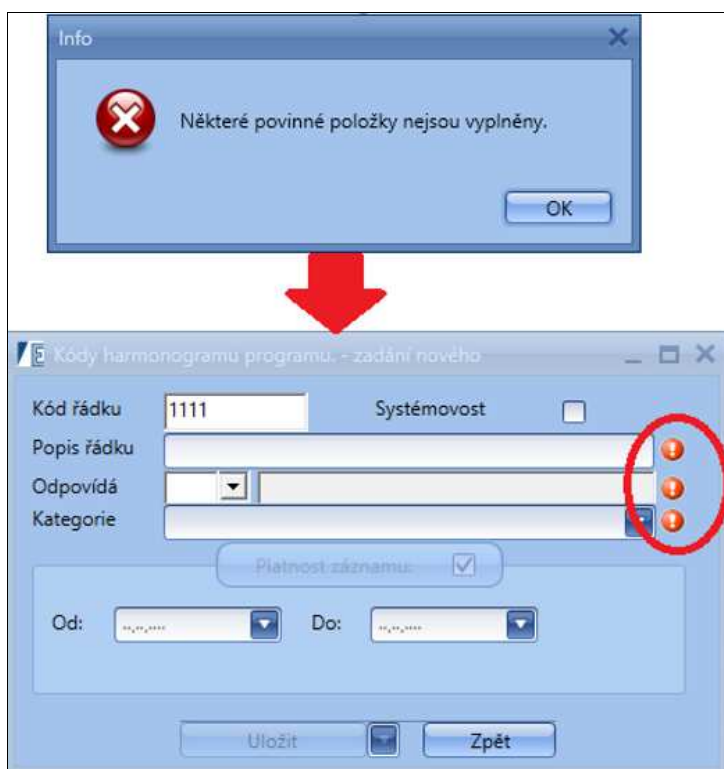 Info
Některé povinné položky nejsou vyplněny.
OK
Kódy harmonogramu programu. - zadání nového
Kód řádku 1111 Systémovost
Popis řádku
Odpovídá
Kategorie
Platnost záznamu:
Od: ..,..,.... Do: ..,..,....
Uložit Zpět